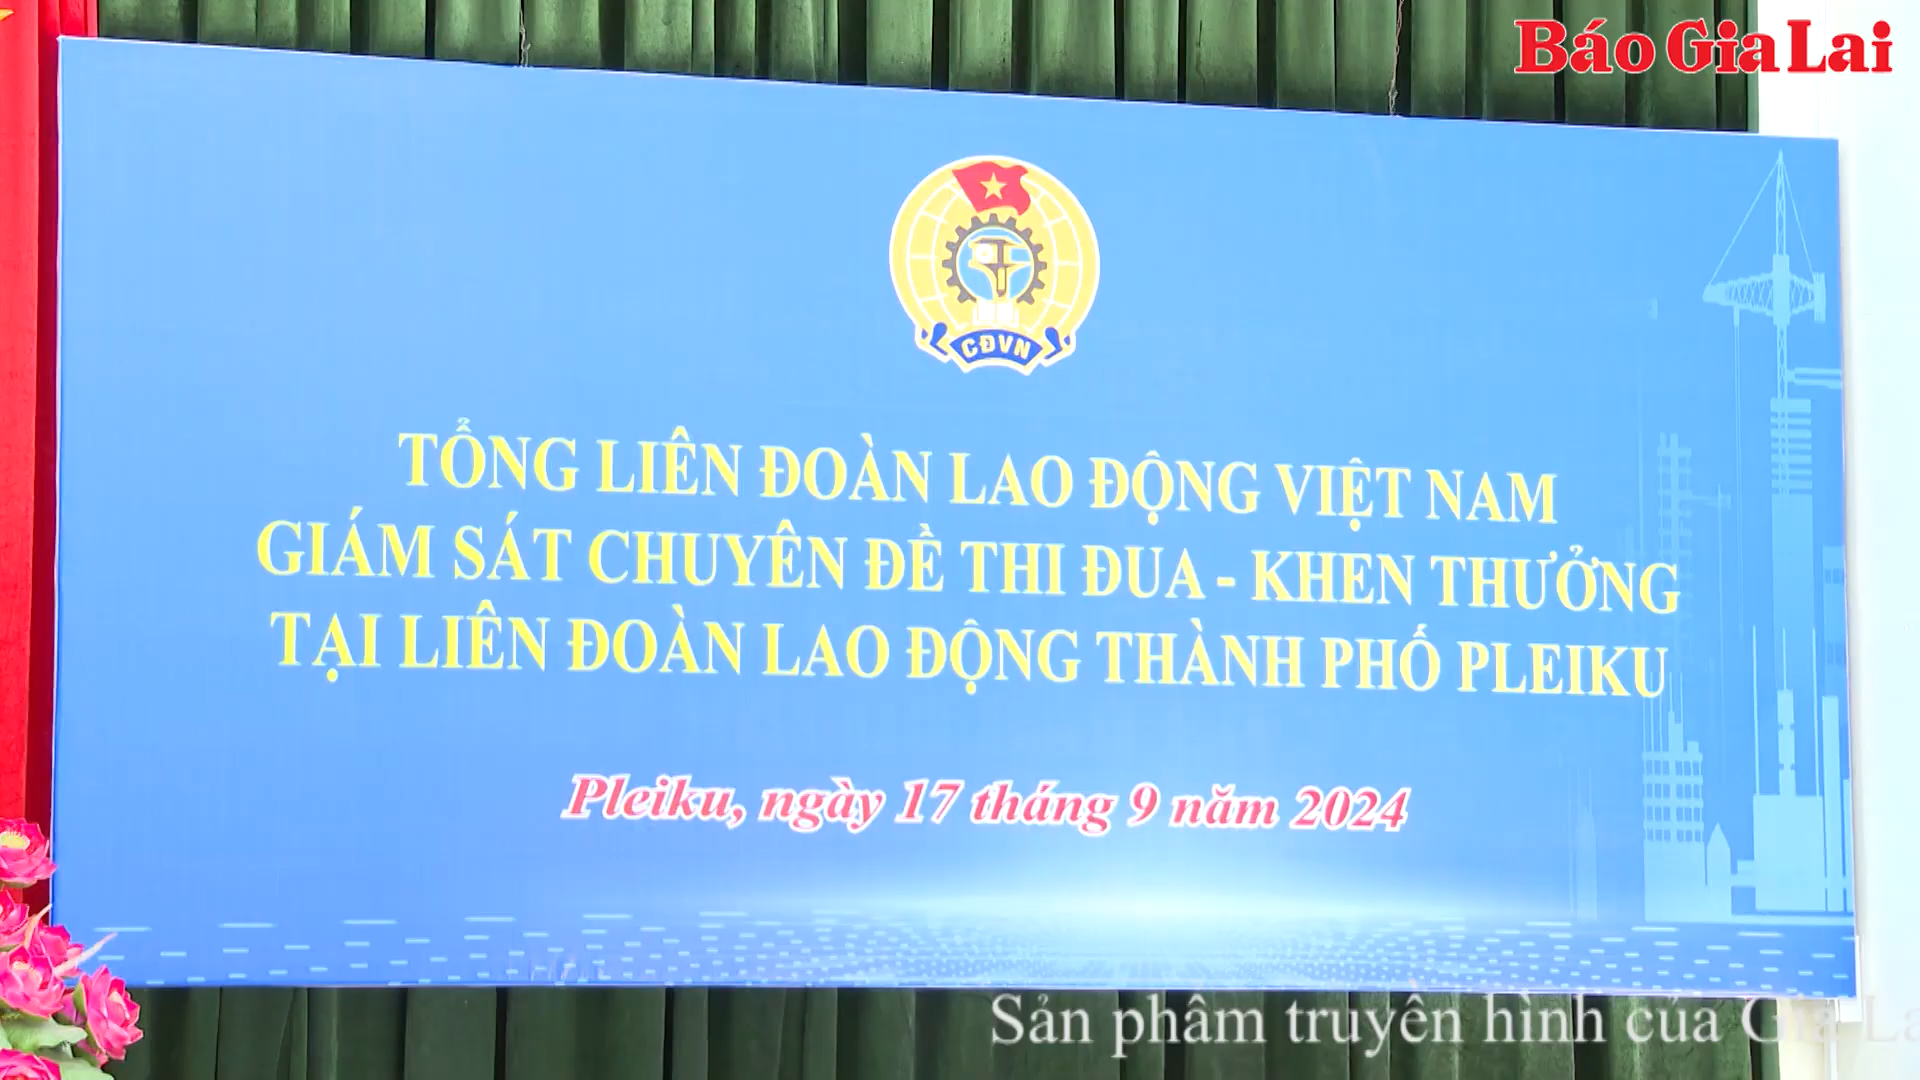 Báo Gia Lai
CĐVN
TỔNG LIÊN ĐOÀN LAO ĐỘNG VIỆT NAM
GIÁM SÁT CHUYÊN ĐỀ THI ĐUA - KHEN THƯỞNG
TẠI LIÊN ĐOÀN LAO ĐỘNG THÀNH PHỐ PLEIKU
Pleiku, ngày 17 tháng 9 năm 2024
Sản phẩm truyền hình của Gia La